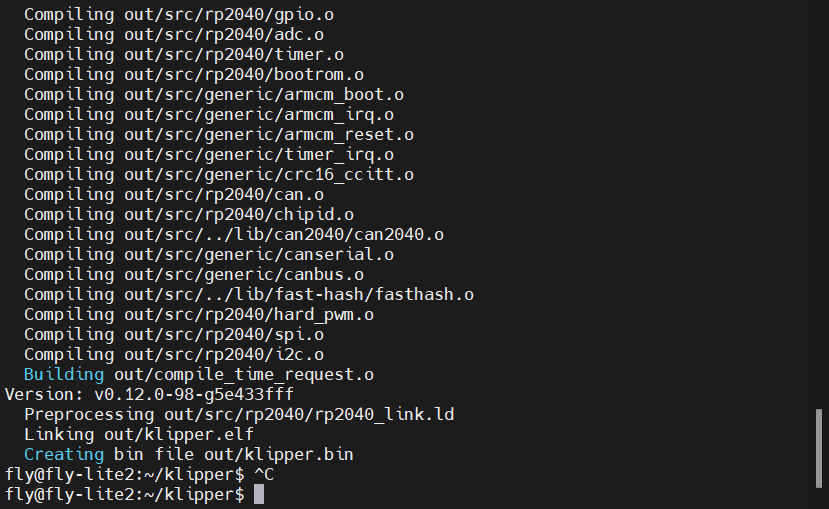 Compiling out/src/rp2040/gpio.o
Compiling out/src/rp2040/adc.o
Compiling out/src/rp2040/timer.o
Compiling out/src/rp2040/bootrom.o
Compiling out/src/generic/armcm_boot.o
Compiling out/src/generic/armcm_irq.o
Compiling out/src/generic/armcm_reset.o
Compiling out/src/generic/timer_irq.o
Compiling out/src/generic/crc16_ccitt.o
Compiling out/src/rp2040/can.o
Compiling out/src/rp2040/chipid.o
Compiling out/src/../lib/can2040/can2040.o
Compiling out/src/generic/canserial.o
Compiling out/src/generic/canbus.o
Compiling out/src/../lib/fast-hash/fasthash.o
Compiling out/src/rp2040/hard_pwm.o
Compiling out/src/rp2040/spi.o
Compiling out/src/rp2040/i2c.o
Building out/compile_time_request.o
Version: v0.12.0-98-g5e433fff
Preprocessing out/src/rp2040/rp2040_link.ld
Linking out/klipper.elf
Creating bin file out/klipper.bin
fly@fly-lite2:~/klipper$ ^C
fly@fly-lite2:~/klipper$